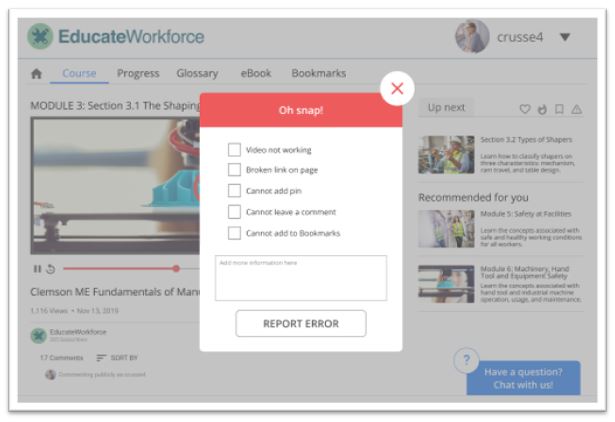 EducateWorkforce
crusse4
Course Progress Glossary eBook Bookmarks
MODULE 3: Section 3.1 The Shaping
Oh snap!
Video not working
Broken link on page
Cannot add pin
Cannot leave a comment
Cannot add to Bookmarks
Add more information here
REPORT ERROR
Clemson ME Fundamentals of Man
1,116 Views • Nov 13, 2019
EducateWorkforce
17 Comments SORT BY
Commenting publicly as crusse4
Up next
Section 3.2 Types of Shapers
Learn how to classify shapers on
three characteristics: mechanism,
ram travel, and table design.
Recommended for you
Module 5: Safety at Facilities
Learn the concepts associated with
safe and healthy working conditions
for all workers.
Module 6: Machinery, Hand
Tool and Equipment Safety
Learn the concepts associated with
hand tool and industrial machine
operation, usage, and maintenance.
?
Have a question?
Chat with us!